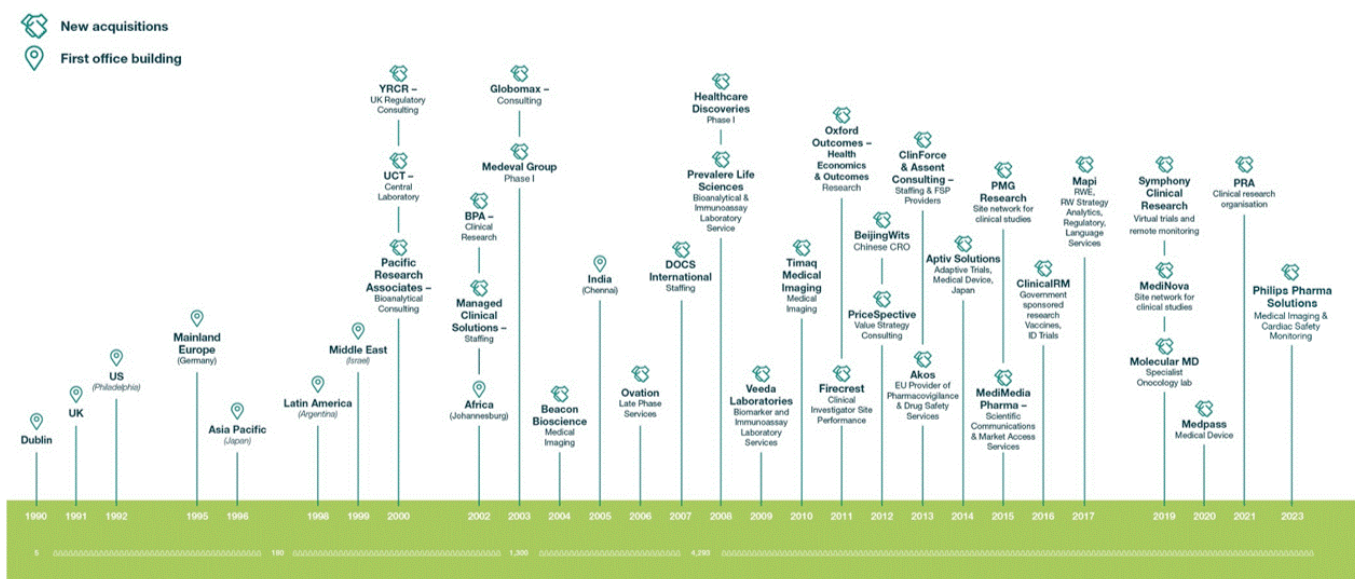 New acquisitions
First office building
Dublin
UK
US
(Philadelphia)
Mainland
Europe
(Germany)
Asia Pacific
(Japan)
Latin America
(Argentina)
Middle East
(Israel)
YRCR –
UK Regulatory
Consulting
UCT –
Central
Laboratory
Pacific
Research
Associates –
Bioanalytical
Consulting
BPA –
Clinical
Research
Managed
Clinical
Solutions –
Staffing
Africa
(Johannesburg)
Globomax –
Consulting
Medeval Group
Phase I
Beacon
Bioscience
Medical
Imaging
India
(Chennai)
Ovation
Late Phase
Services
DOCS
International
Staffing
Healthcare
Discoveries
Phase I
Prevalere Life
Sciences
Bioanalytical &
Immunoassay
Laboratory
Service
Veeda
Laboratories
Biomarker and
Immunoassay
Laboratory
Services
Timaq
Medical
Imaging
Medical
Imaging
Oxford
Outcomes –
Health
Economics
& Outcomes
Research
Firecrest
Clinical
Investigator Site
Performance
BeijingWits
Chinese CRO
PriceSpective
Value Strategy
Consulting
ClinForce
& Assent
Consulting –
Staffing & FSP
Providers
Akos
EU Provider of
Pharmacovigilance
& Drug Safety
Services
Aptiv Solutions
Adaptive Trials,
Medical Device,
Japan
PMG
Research
Site network for
clinical studies
MediMedia
Pharma –
Scientific
Communications
& Market Access
Services
ClinicalRM
Government
sponsored
research
Vaccines,
ID Trials
Mapi
RWE,
RW Strategy
Analytics,
Regulatory,
Language
Services
Symphony
Clinical
Research
Virtual trials and
remote monitoring
MediNova
Site network for
clinical studies
Molecular MD
Specialist
Onocology lab
Medpass
Medical Device
PRA
Clinical research
organisation
Philips Pharma
Solutions
Medical Imaging &
Cardiac Safety
Monitoring
1990 1991 1992 1995 1996 1998 1999 2000 2002 2003 2004 2005 2006 2007 2008 2009 2010 2011 2012 2013 2014 2015 2016 2017 2019 2020 2021 2023
5 180 1,300 4,293